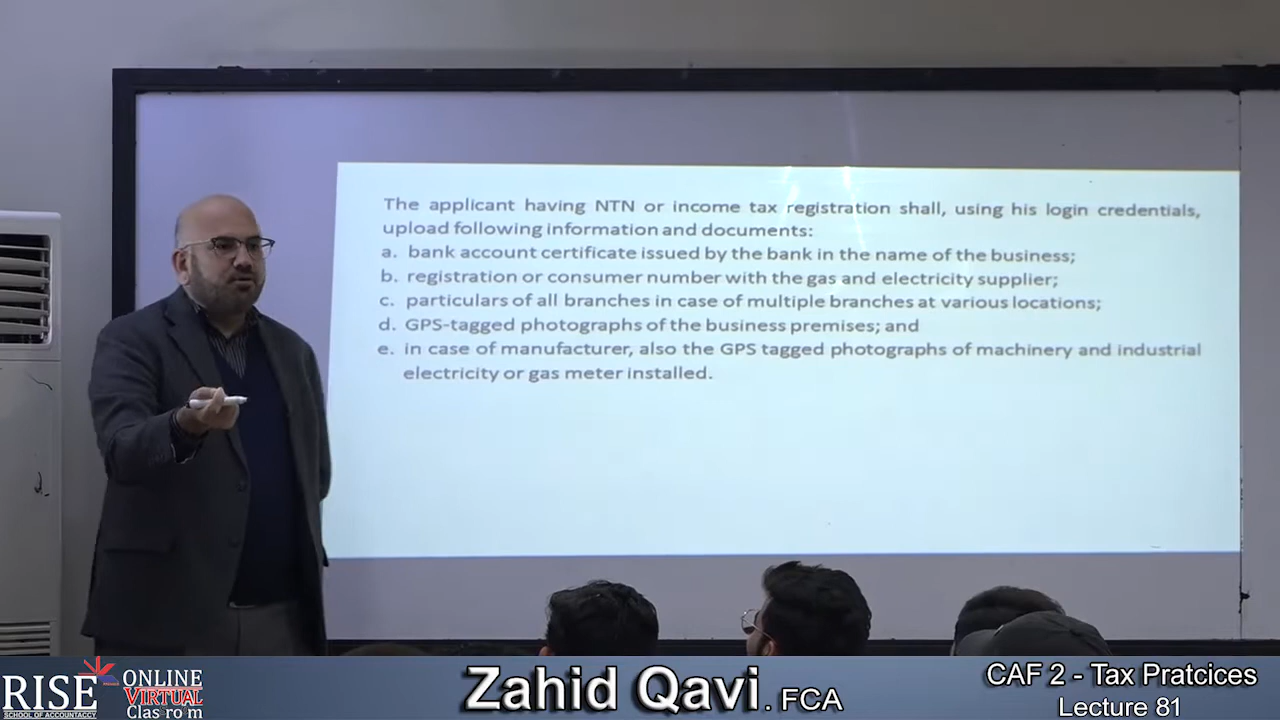 The applicant having NTN or income tax registration shall, using his login credentials,
upload following information and documents:
a. bank account certificate issued by the bank in the name of the business;
b. registration or consumer number with the gas and electricity supplier;
c. particulars of all branches in case of multiple branches at various locations;
d. GPS-tagged photographs of the business premises; and
e. in case of manufacturer, also the GPS tagged photographs of machinery and industrial
electricity or gas meter installed.
RISE
SCHOOL OF ACCOUNTANCY
ONLINE
VIRTUAL
Classro m
Zahid Qavi. FCA
CAF 2 - Tax Pratcices
Lecture 81